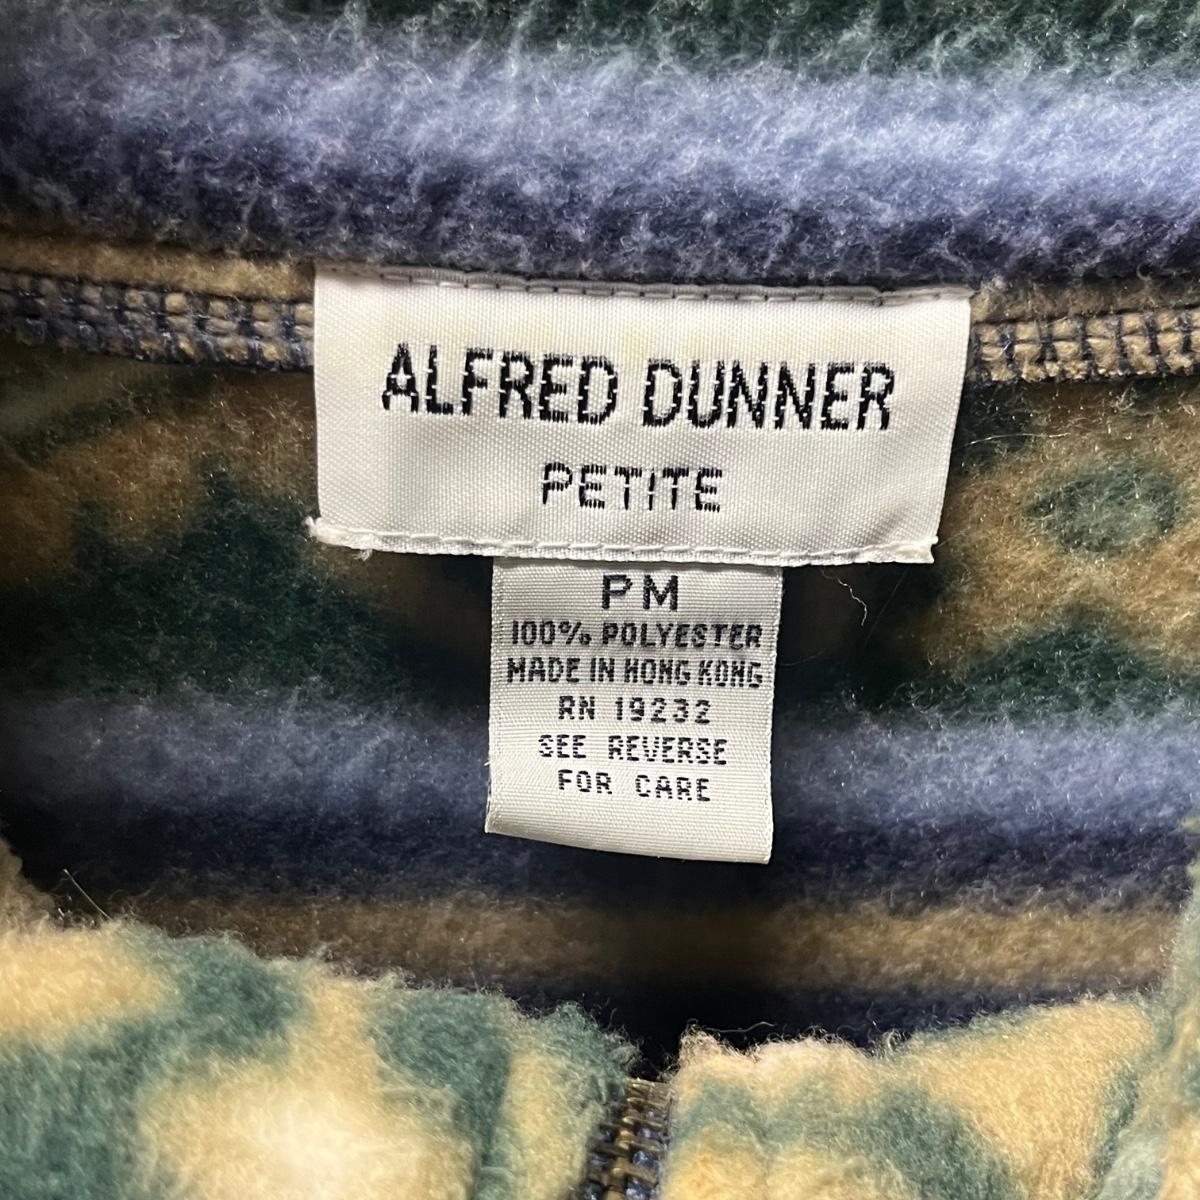 ALFRED DUNNER
PETITE
PM
100% POLYESTER
MADE IN HONG KONG
RN 19232
SEE REVERSE
FOR CARE